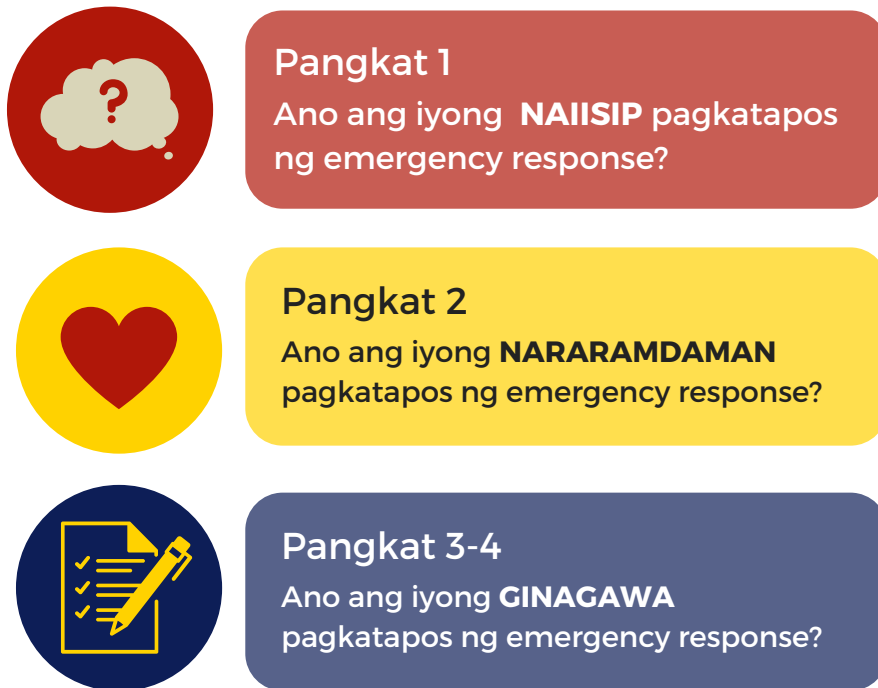 ?
Pangkat 1
Ano ang iyong NAIISIP pagkatapos
ng emergency response?
Pangkat 2
Ano ang iyong NARARAMDAMAN
pagkatapos ng emergency response?
Pangkat 3-4
Ano ang iyong GINAGAWA
pagkatapos ng emergency response?